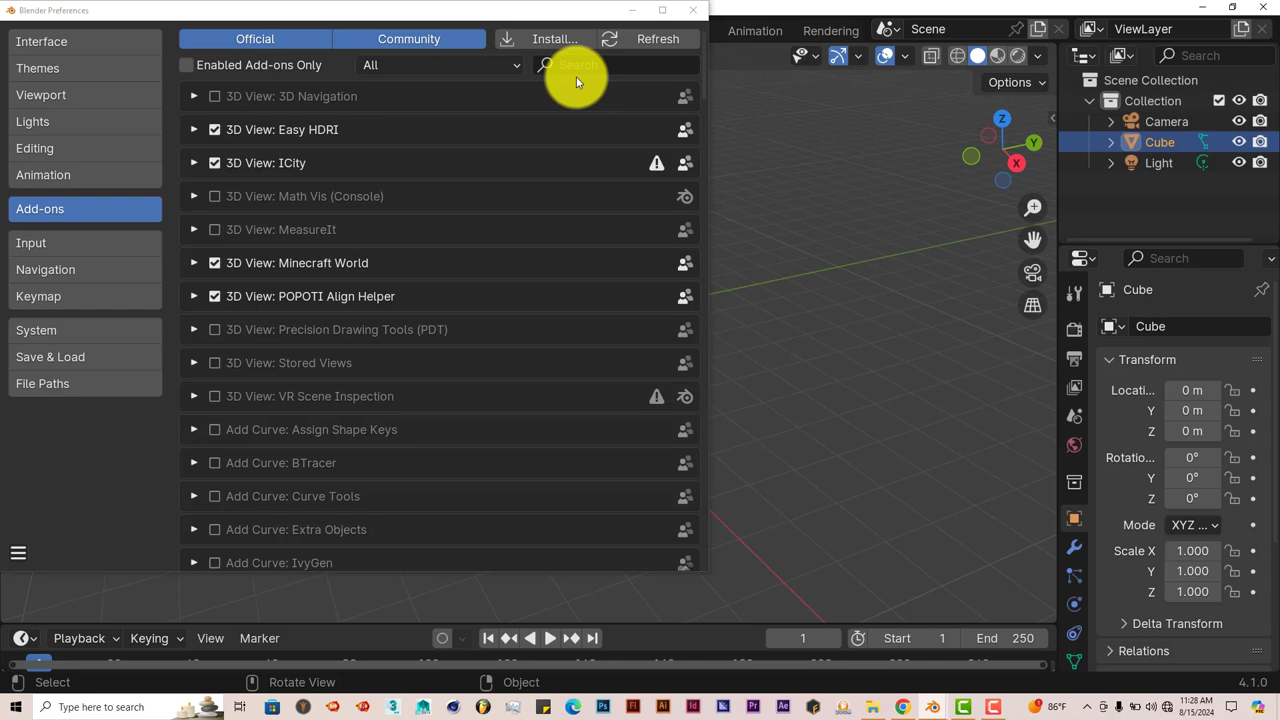 Blender Preferences
Interface
Themes
Viewport
Lights
Editing
Animation
Add-ons
Input
Navigation
Keymap
System
Save & Load
File Paths
Official
Community
Install...
Refresh
Enabled Add-ons Only
All
Search
3D View: 3D Navigation
3D View: Easy HDRI
3D View: ICity
3D View: Math Vis (Console)
3D View: MeasureIt
3D View: Minecraft World
3D View: POPOTI Align Helper
3D View: Precision Drawing Tools (PDT)
3D View: Stored Views
3D View: VR Scene Inspection
Add Curve: Assign Shape Keys
Add Curve: BTracer
Add Curve: Curve Tools
Add Curve: Extra Objects
Add Curve: IvyGen
Animation
Rendering
Scene
ViewLayer
Options
Z
Y
X
Search
Scene Collection
Collection
Camera
Cube
Light
Search
Cube
Cube
Transform
Locati... 0 m
Y 0 m
Z 0 m
Rotatio... 0°
Y 0°
Z 0°
Mode XYZ ...
Scale X 1.000
Y 1.000
Z 1.000
Delta Transform
Relations
Playback
Keying
View
Marker
1
Start 1
End 250
Select
Rotate View
Object
4.1.0
Type here to search
86°F
11:28 AM
8/15/2024